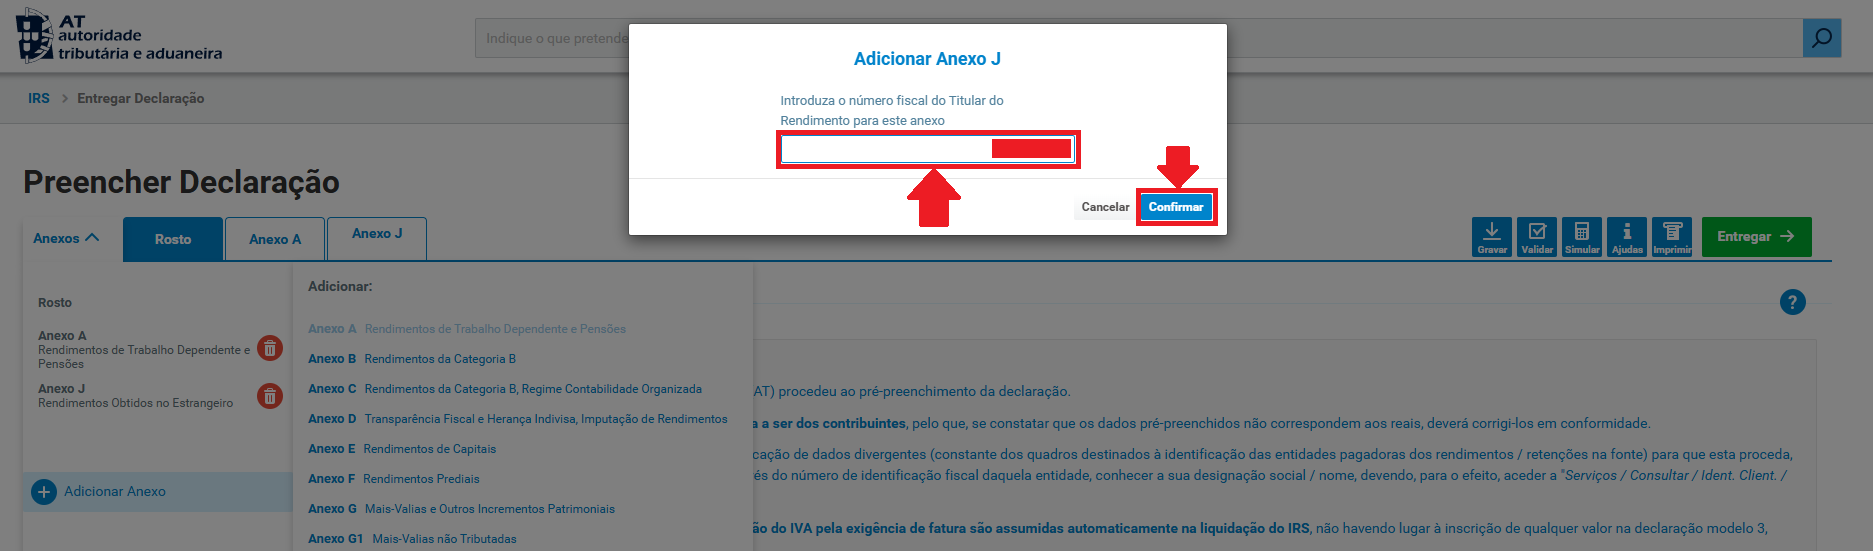 AT
autoridade
tributária e aduaneira
Indique o que pretende
IRS > Entregar Declaração
Adicionar Anexo J
Introduza o número fiscal do Titular do
Rendimento para este anexo
Cancelar
Confirmar
Preencher Declaração
Anexos
Rosto
Anexo A
Anexo J
Gravar
Validar
Simular
Ajudas
Imprimir
Entregar
Rosto
Anexo A
Rendimentos de Trabalho Dependente e
Pensões
Anexo J
Rendimentos Obtidos no Estrangeiro
Adicionar Anexo
Adicionar:
Anexo A Rendimentos de Trabalho Dependente e Pensões
Anexo B Rendimentos da Categoria B
Anexo C Rendimentos da Categoria B, Regime Contabilidade Organizada
Anexo D Transparência Fiscal e Herança Indivisa, Imputação de Rendimentos
Anexo E Rendimentos de Capitais
Anexo F Rendimentos Prediais
Anexo G Mais-Valias e Outros Incrementos Patrimoniais
Anexo G1 Mais-Valias não Tributadas
?
AT) procedeu ao pré-preenchimento da declaração.
a ser dos contribuintes, pelo que, se constatar que os dados pré-preenchidos não correspondem aos reais, deverá corrigi-los em conformidade.
cação de dados divergentes (constante dos quadros destinados à identificação das entidades pagadoras dos rendimentos / retenções na fonte) para que esta proceda,
és do número de identificação fiscal daquela entidade, conhecer a sua designação social / nome, devendo, para o efeito, aceder a "Serviços / Consultar / Ident. Client. /
ão do IVA pela exigência de fatura são assumidas automaticamente na liquidação do IRS, não havendo lugar à inscrição de qualquer valor na declaração modelo 3,